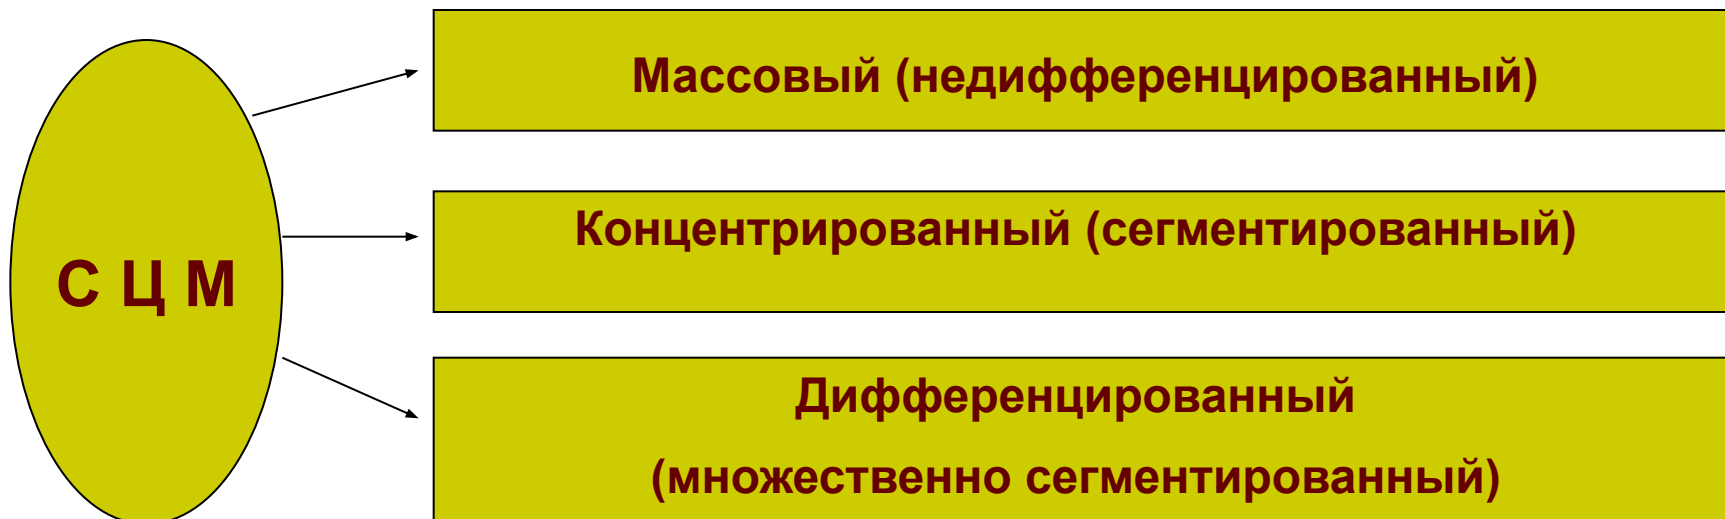 С Ц М
Массовый (недифференцированный)
Концентрированный (сегментированный)
Дифференцированный
(множественно сегментированный)